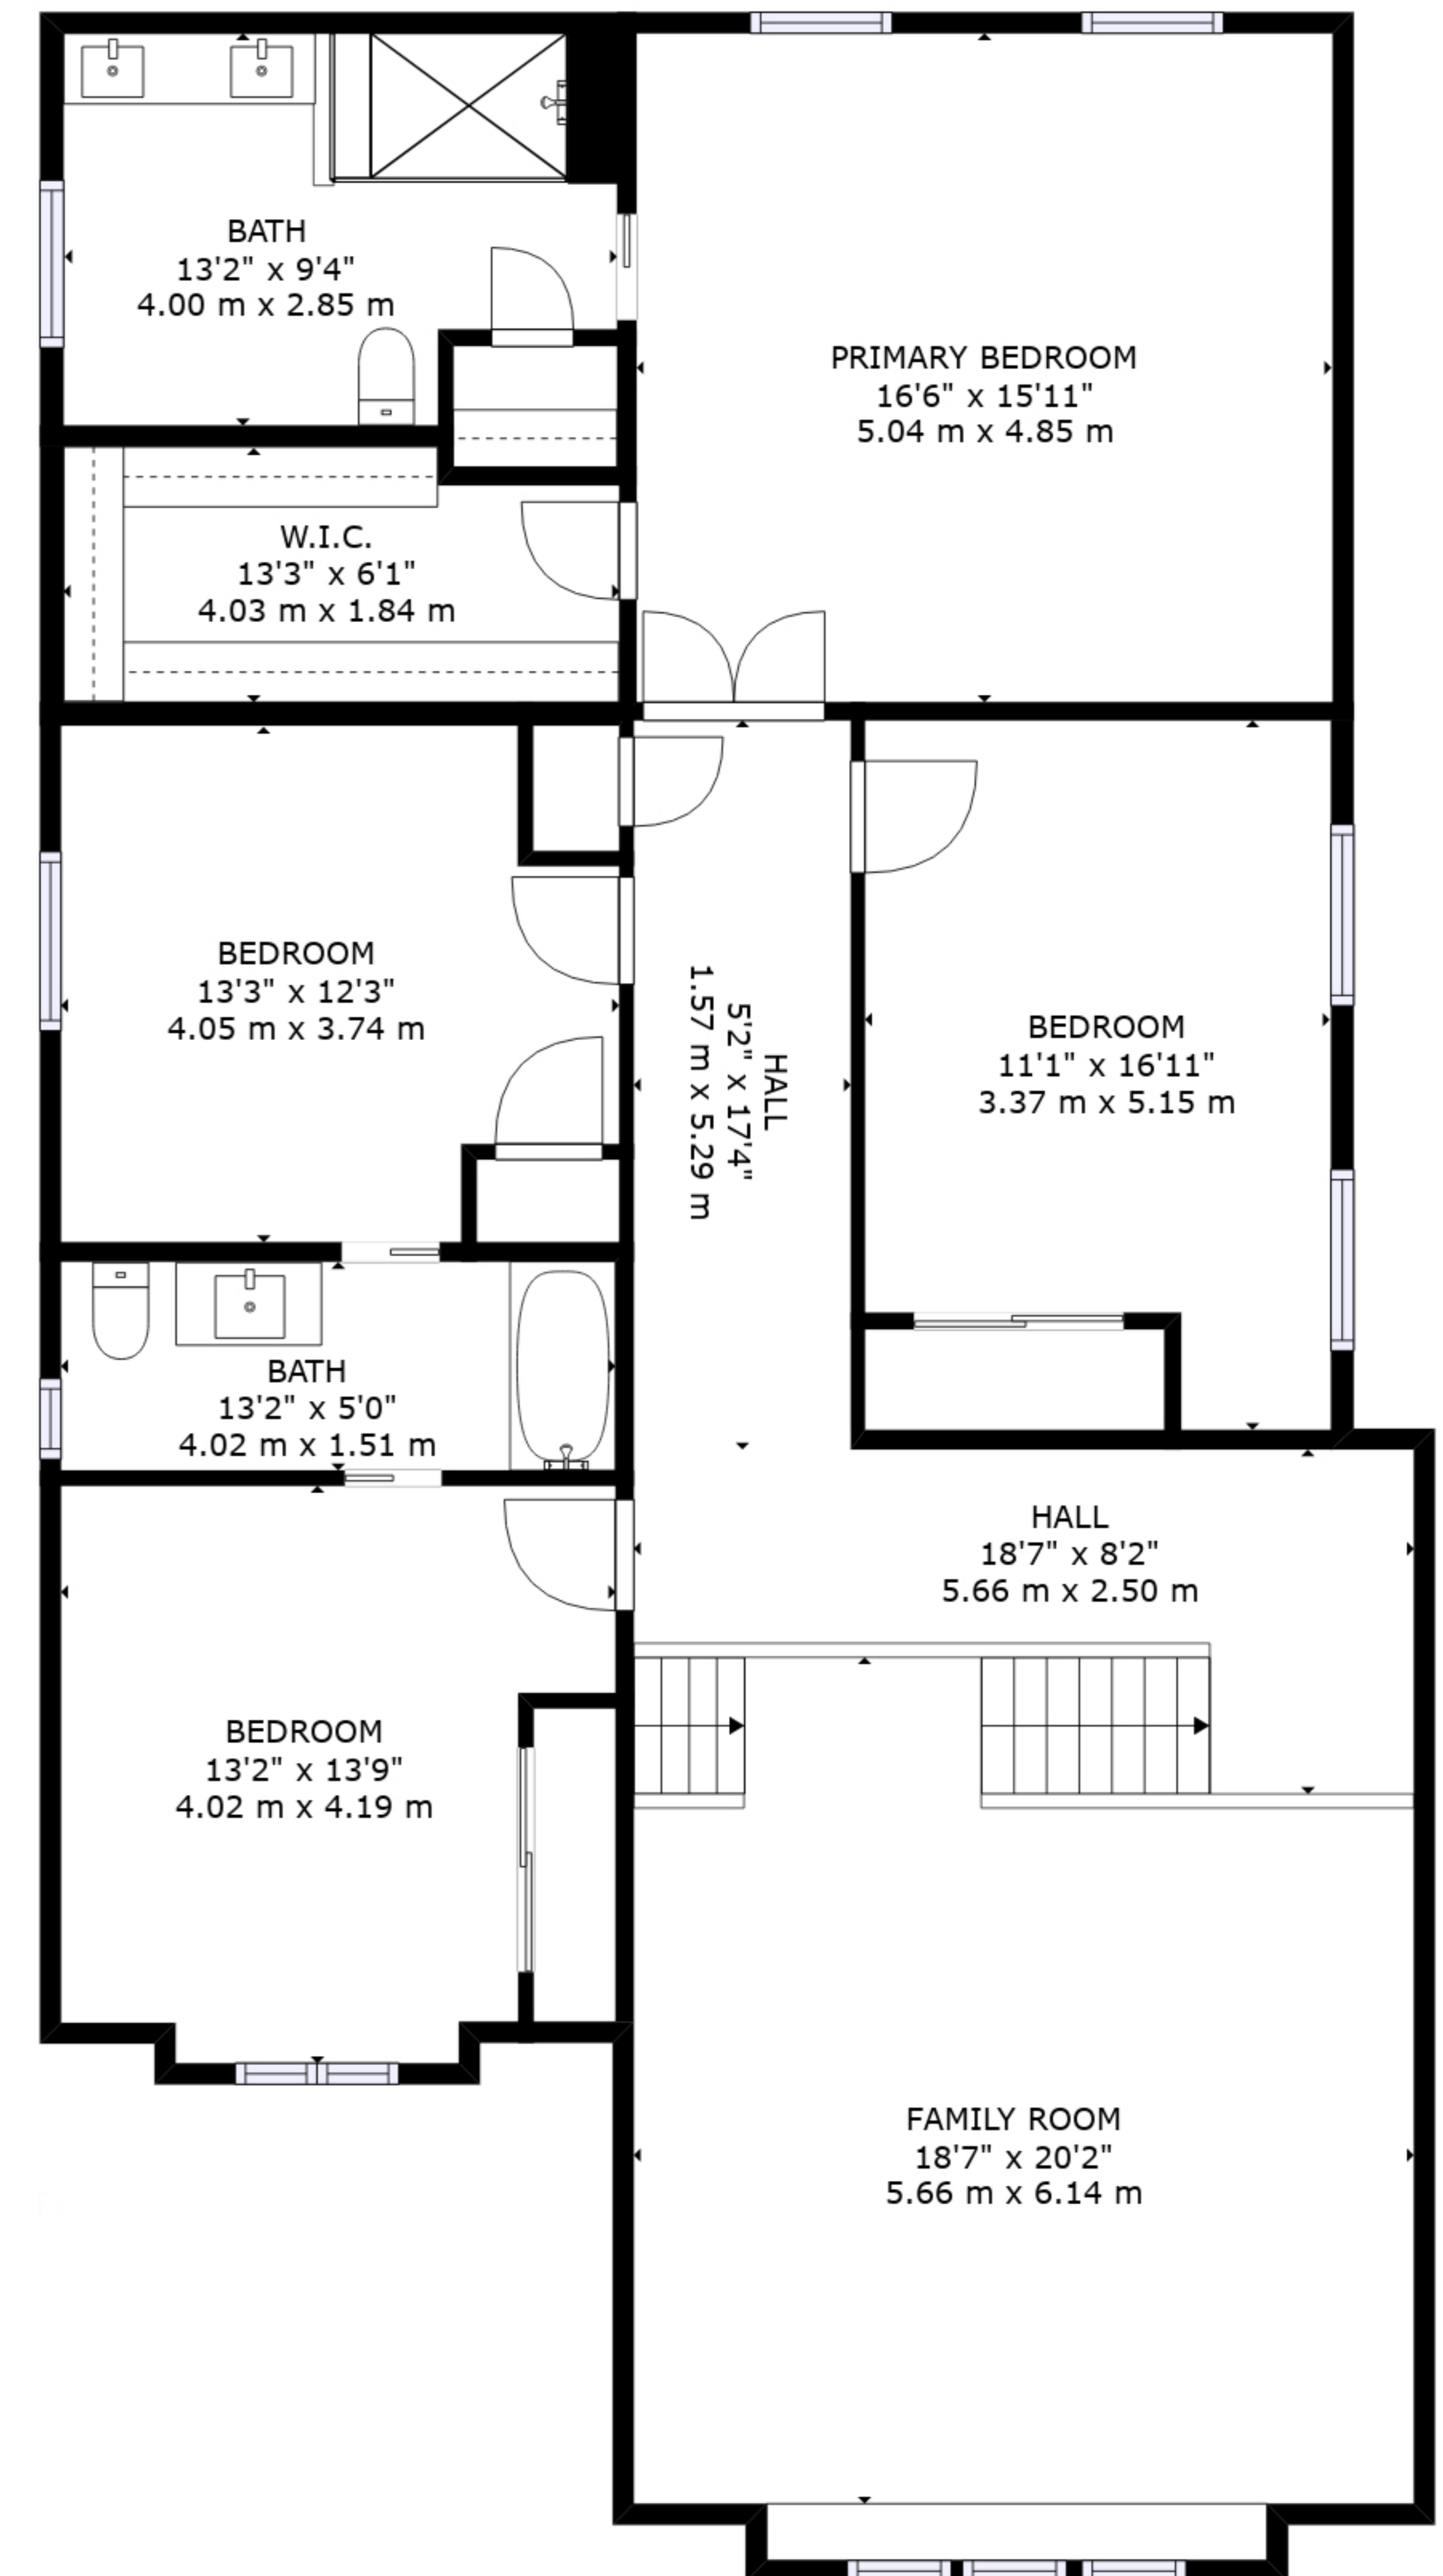 BATH
13'2" x 9'4"
4.00 m x 2.85 m
PRIMARY BEDROOM
16'6" x 15'11"
5.04 m x 4.85 m
W.I.C.
13'3" x 6'1"
4.03 m x 1.84 m
BEDROOM
13'3" x 12'3"
4.05 m x 3.74 m
HALL
5'2" x 17'4"
1.57 m x 5.29 m
BEDROOM
11'1" x 16'11"
3.37 m x 5.15 m
BATH
13'2" x 5'0"
4.02 m x 1.51 m
HALL
18'7" x 8'2"
5.66 m x 2.50 m
BEDROOM
13'2" x 13'9"
4.02 m x 4.19 m
FAMILY ROOM
18'7" x 20'2"
5.66 m x 6.14 m